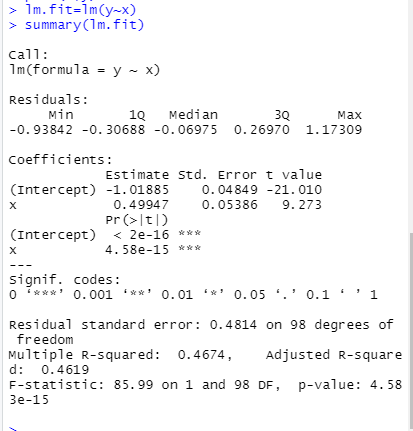 > lm.fit=lm(y~x)
> summary(lm.fit)
Call:
lm(formula = y ~ x)
Residuals:
     Min       1Q   Median       3Q      Max
-0.93842 -0.30688 -0.06975  0.26970  1.17309
Coefficients:
            Estimate Std. Error t value
(Intercept) -1.01885    0.04849 -21.010
x            0.49947    0.05386   9.273
            Pr(>|t|)
(Intercept)  < 2e-16 ***
x           4.58e-15 ***
---
Signif. codes:
0 ‘***’ 0.001 ‘**’ 0.01 ‘*’ 0.05 ‘.’ 0.1 ‘ ’ 1
Residual standard error: 0.4814 on 98 degrees of
 freedom
Multiple R-squared:  0.4674,	Adjusted R-square
d:  0.4619
F-statistic: 85.99 on 1 and 98 DF,  p-value: 4.58
3e-15
>